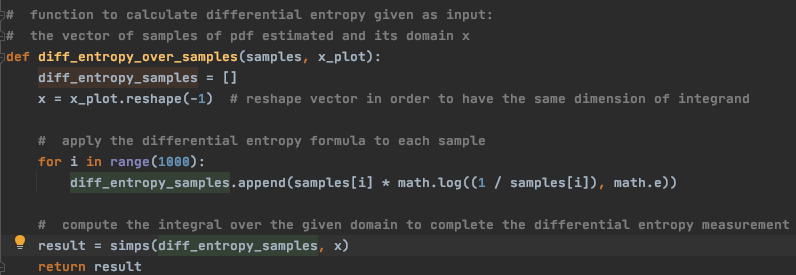 #  function to calculate differential entropy given as input:
# the vector of samples of pdf estimated and its domain x
def diff_entropy_over_samples(samples, x_plot):
    diff_entropy_samples = []
    x = x_plot.reshape(-1)  # reshape vector in order to have the same dimension of integrand
    #  apply the differential entropy formula to each sample
    for i in range(1000):
        diff_entropy_samples.append(samples[i] * math.log((1 / samples[i]), math.e))
    #  compute the integral over the given domain to complete the differential entropy measurement
    result = simps(diff_entropy_samples, x)
    return result